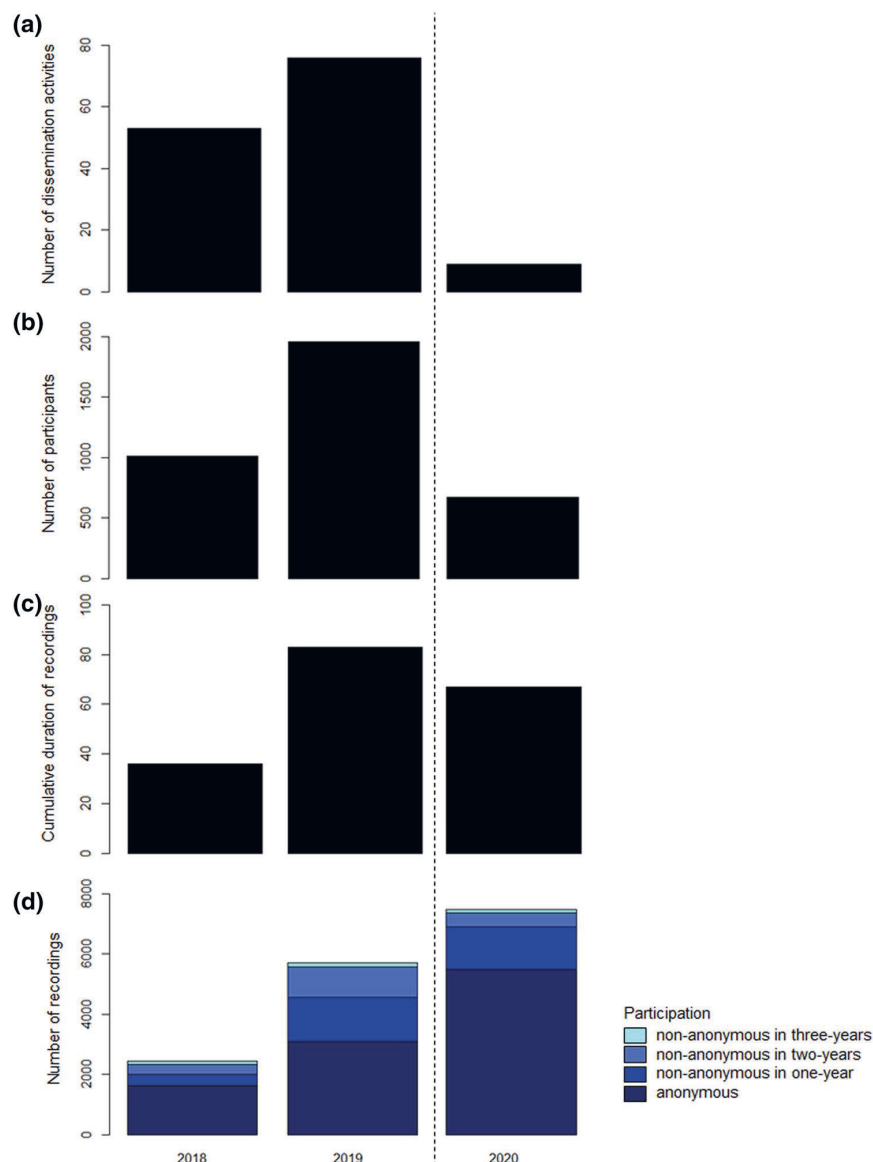 (a)
Number of dissemination activities
0
20
40
60
80
(b)
Number of participants
0
500
1000
1500
2000
(c)
Cumulative duration of recordings
0
20
40
60
80
100
(d)
Number of recordings
0
2000
4000
6000
8000
2018
2019
2020
Participation
non-anonymous in three-years
non-anonymous in two-years
non-anonymous in one-year
anonymous